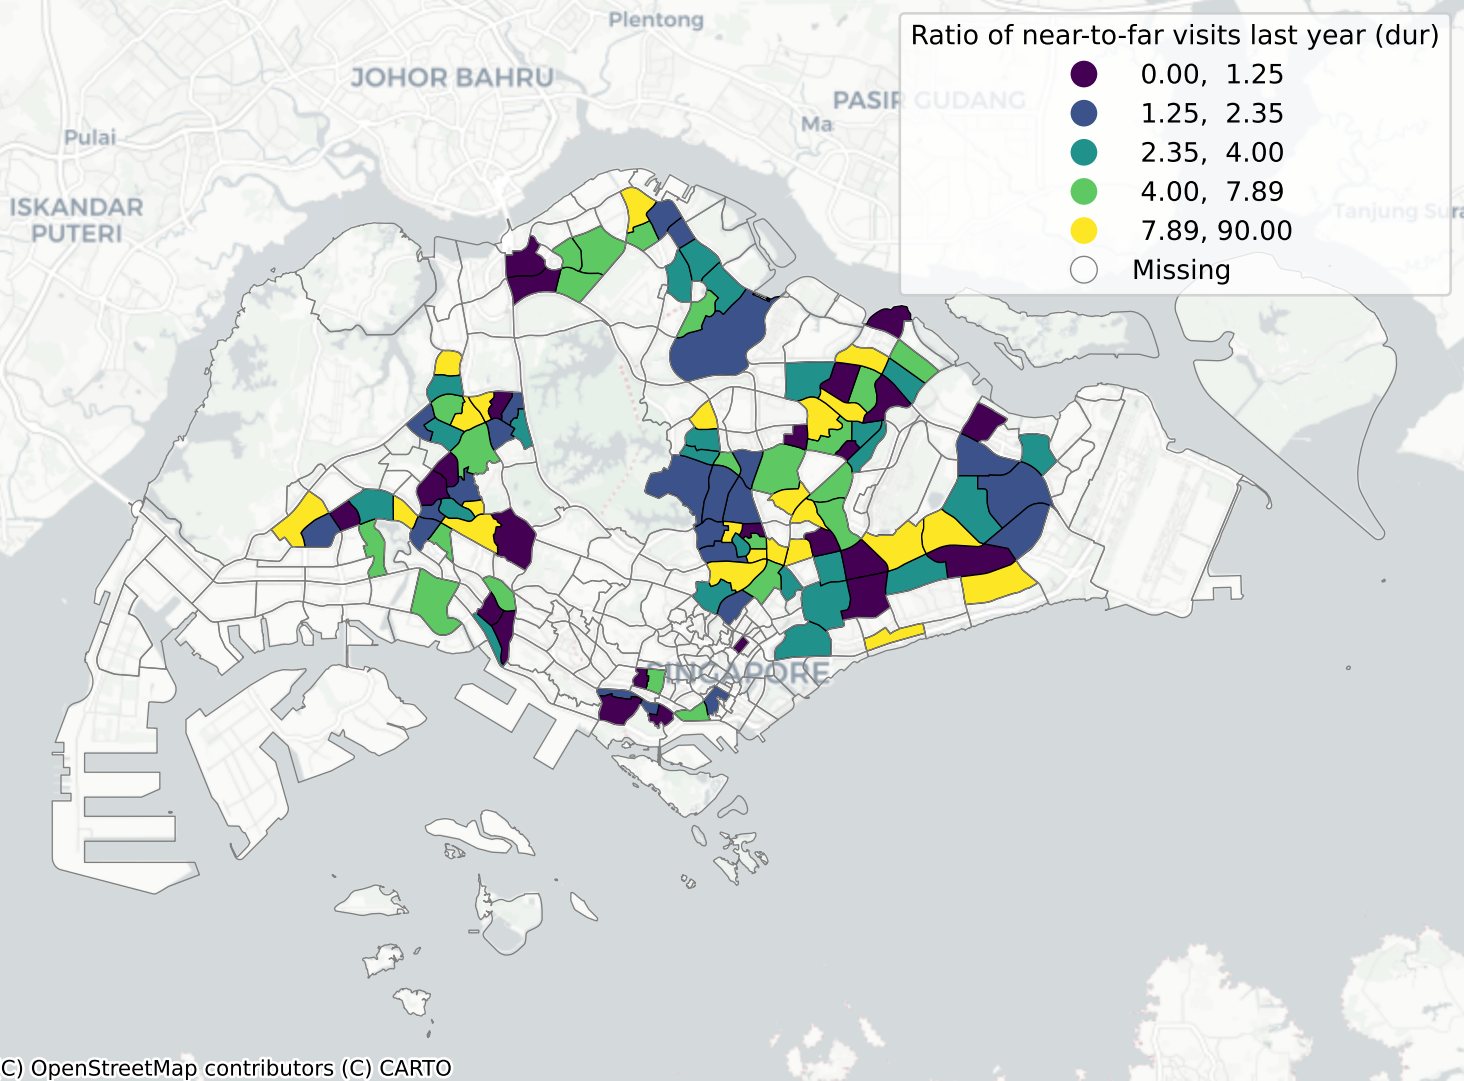 Plentong
Ratio of near-to-far visits last year (dur)
JOHOR BAHRU
0.00, 1.25
PASIR GUDANG
1.25, 2.35
Ma
Pulai
2.35, 4.00
4.00, 7.89
ISKANDAR
PUTERI
Tanjung Sura
7.89, 90.00
Missing
SINGAPORE
C) OpenStreetMap contributors (C) CARTO